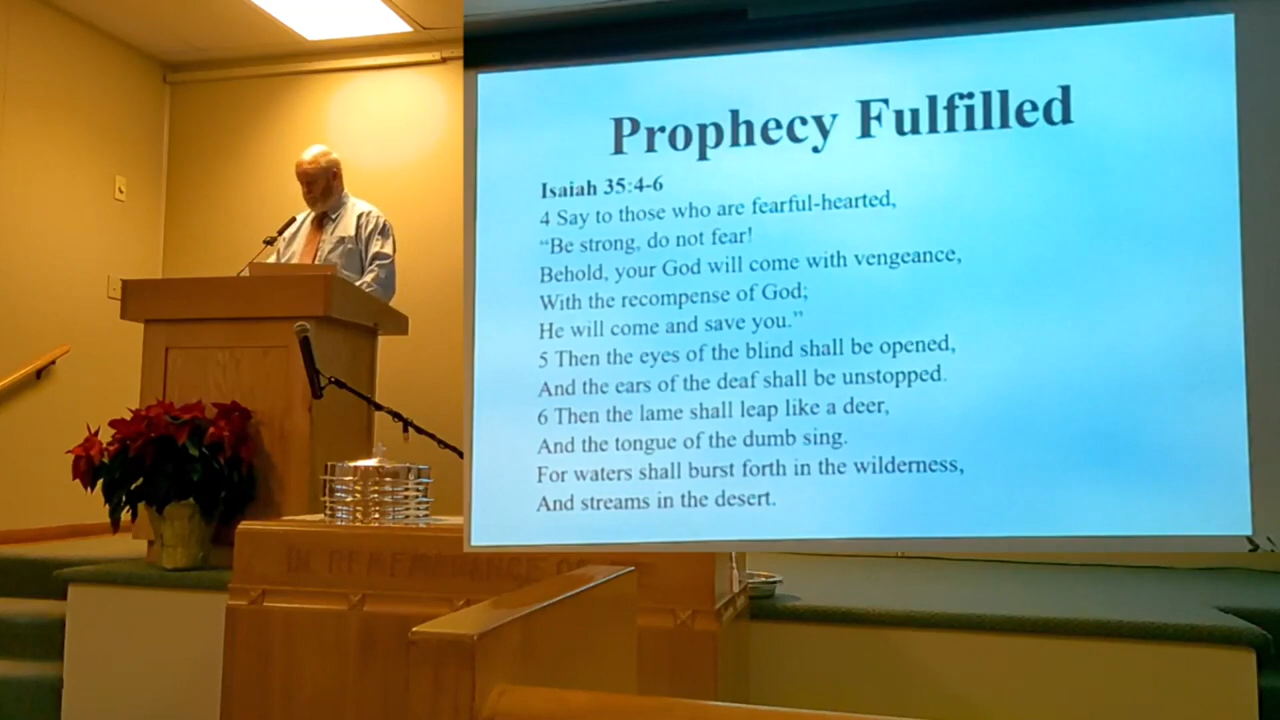 Prophecy Fulfilled
Isaiah 35:4-6
4 Say to those who are fearful-hearted,
“Be strong, do not fear!
Behold, your God will come with vengeance,
With the recompense of God;
He will come and save you.”
5 Then the eyes of the blind shall be opened,
And the ears of the deaf shall be unstopped.
6 Then the lame shall leap like a deer,
And the tongue of the dumb sing.
For waters shall burst forth in the wilderness,
And streams in the desert.
IN REMEMBRANCE OF